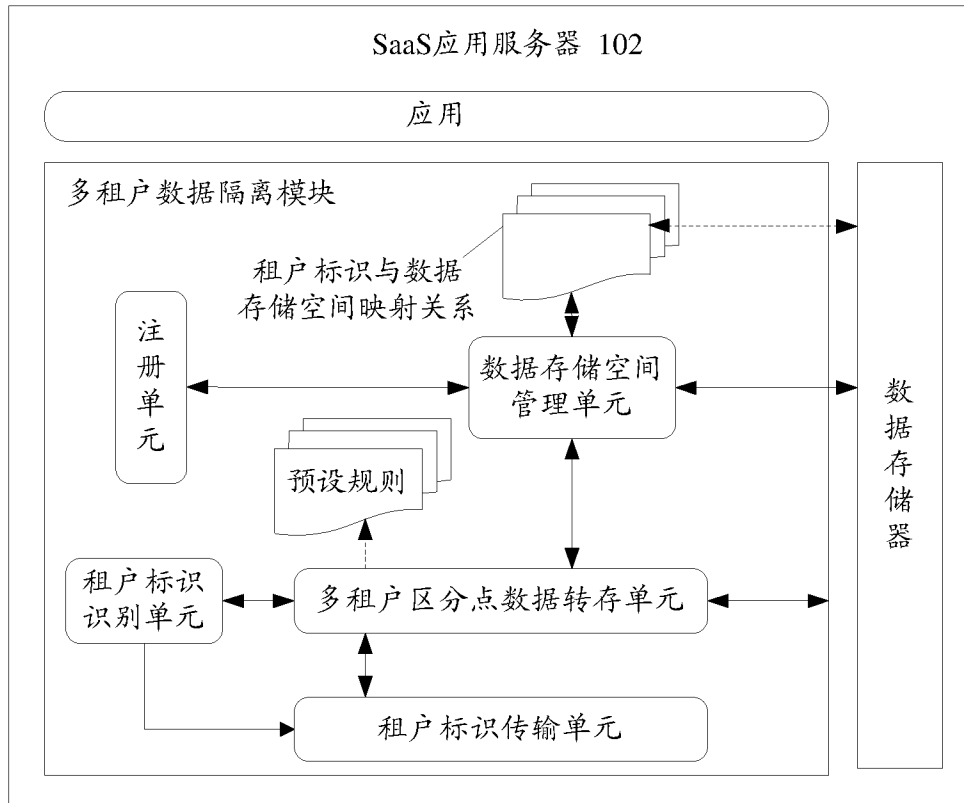 SaaS应用服务器 102
应用
多租户数据隔离模块
租户标识与数据
存储空间映射关系
注册单元
数据存储空间
管理单元
预设规则
数据存储器
租户标识
识别单元
多租户区分点数据转存单元
租户标识传输单元